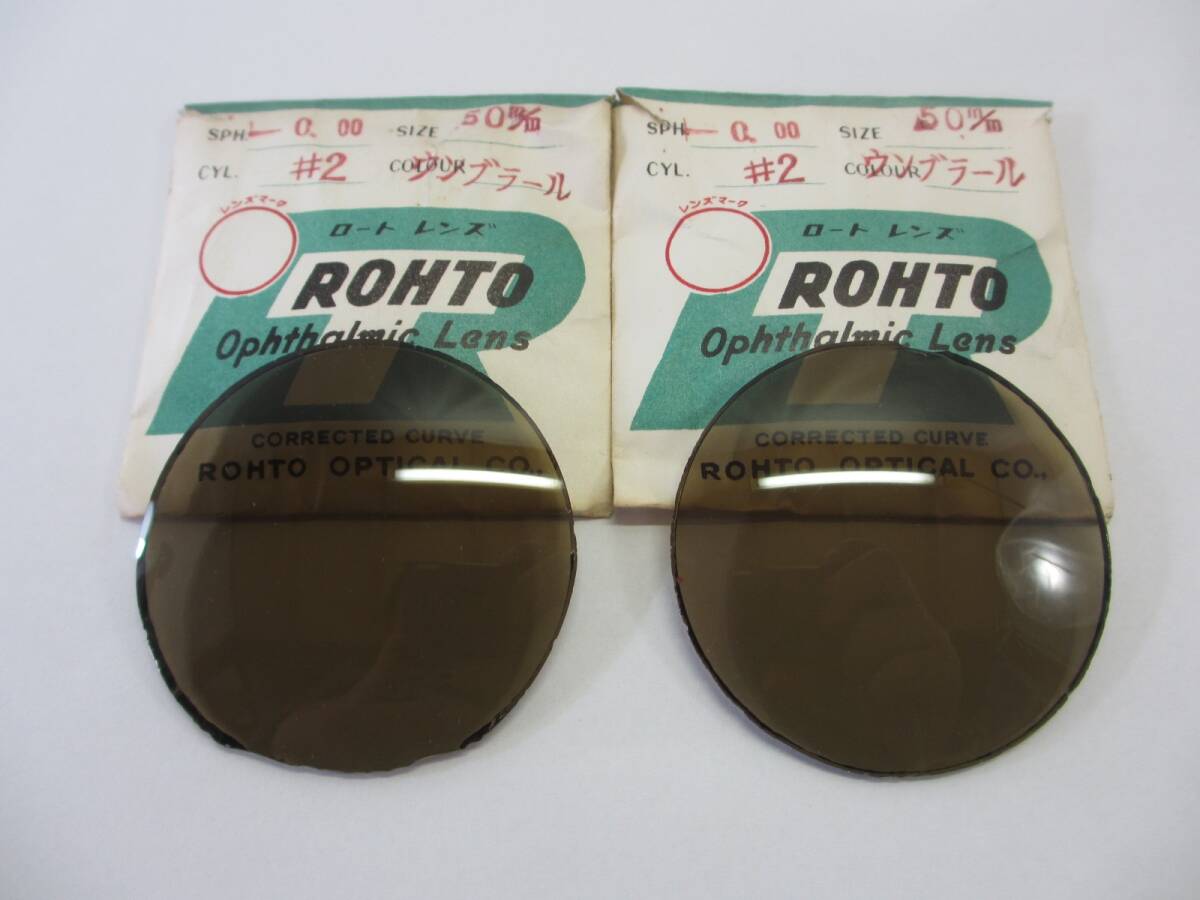 SPH. - 0.00 SIZE 50 m/m
CYL. #2 COLOUR ウンブラール
レンズマーク
ロート レンズ
ROHTO
Ophthalmic Lens
CORRECTED CURVE
ROHTO OPTICAL CO.,
SPH. - 0.00 SIZE 50 m/m
CYL. #2 COLOUR ウンブラール
レンズマーク
ロート レンズ
ROHTO
Ophthalmic Lens
CORRECTED CURVE
ROHTO OPTICAL CO.,